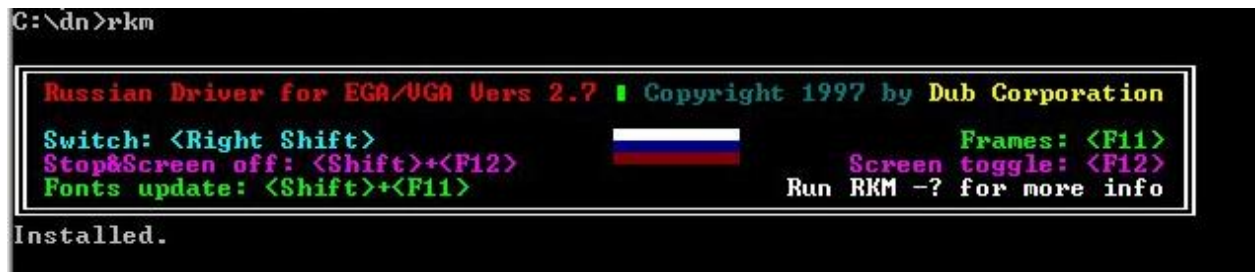 C:\dn>rkm
Russian Driver for EGA/VGA Vers 2.7 Copyright 1997 by Dub Corporation
Switch: <Right Shift> Frames: <F11>
Stop&Screen off: <Shift>+<F12> Screen toggle: <F12>
Fonts update: <Shift>+<F11> Run RKM -? for more info
Installed.